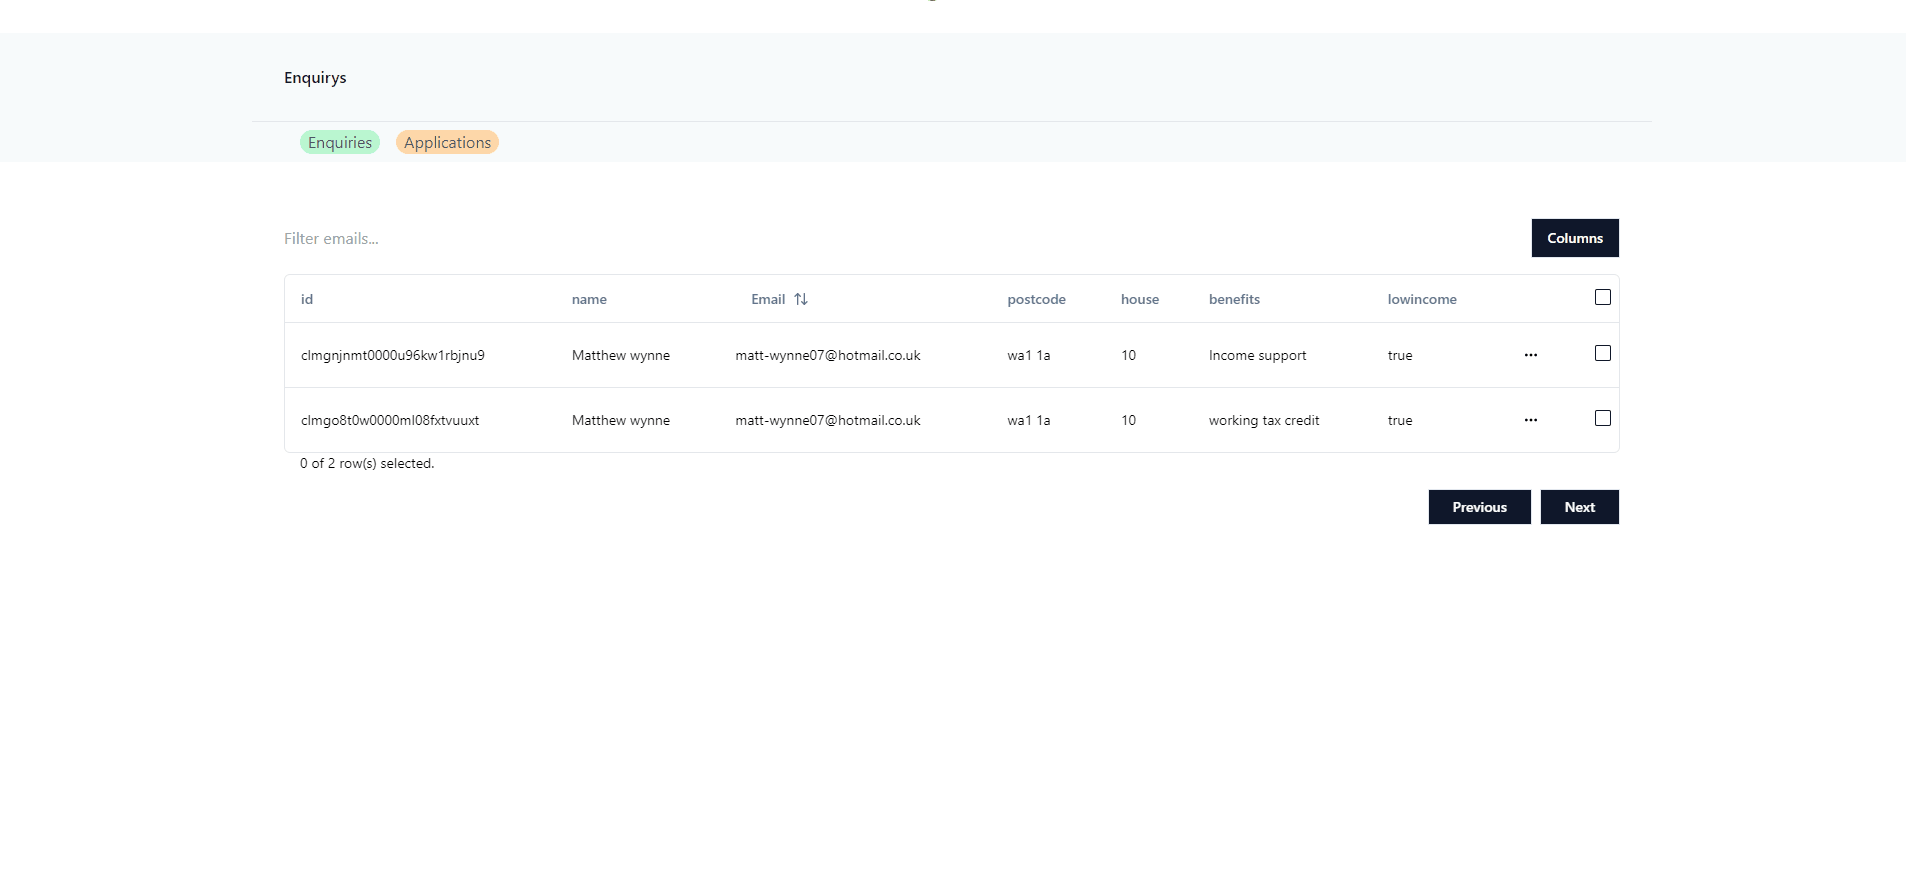 Enquirys
Enquiries Applications
Filter emails... Columns
id name Email postcode house benefits lowincome
clmgnjnmt0000u96kw1rbjnu9 Matthew wynne matt-wynne07@hotmail.co.uk wa1 1a 10 Income support true ...
clmgo8t0w0000ml08fxtvuuxt Matthew wynne matt-wynne07@hotmail.co.uk wa1 1a 10 working tax credit true ...
0 of 2 row(s) selected.
Previous Next